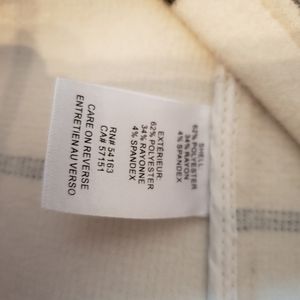 SHELL
62% POLYESTER
34% RAYON
4% SPANDEX
EXTÉRIEUR:
62% POLYESTER
34% RAYONNE
4% SPANDEX
RN# 54163
CA# 57151
CARE ON REVERSE
ENTRETIEN AU VERSO